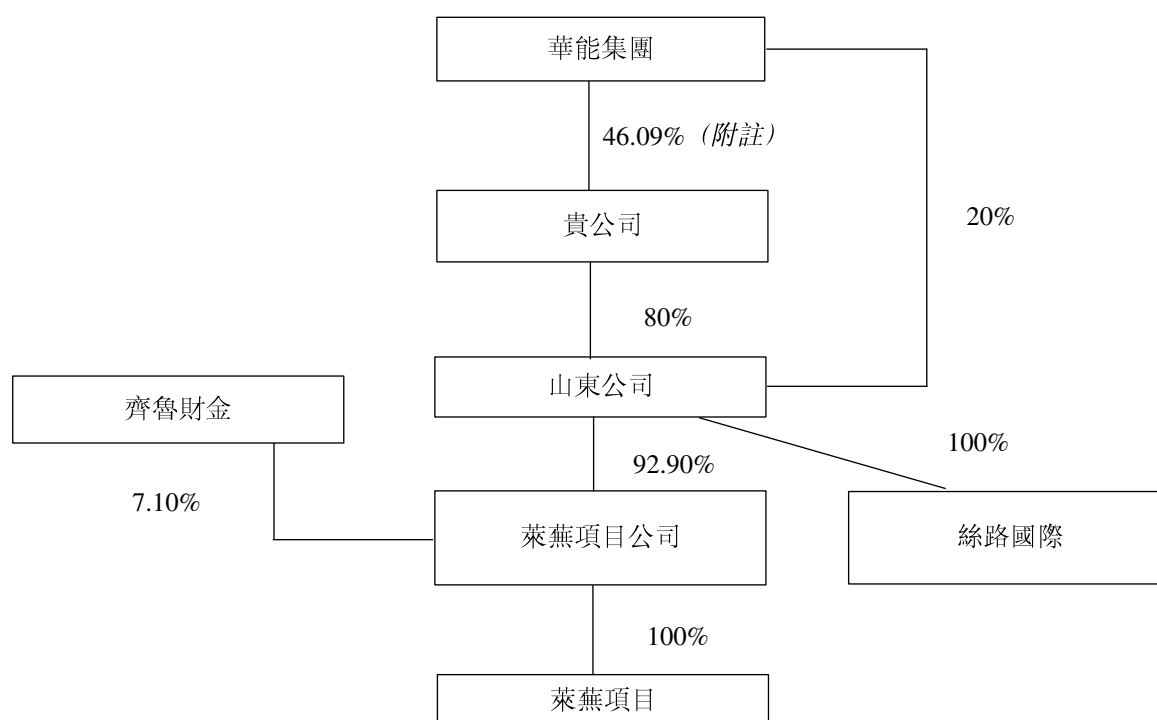 華能集團
46.09%（附註）
貴公司
20%
80%
山東公司
齊魯財金
100%
92.90%
7.10%
萊蕪項目公司
絲路國際
100%
萊蕪項目